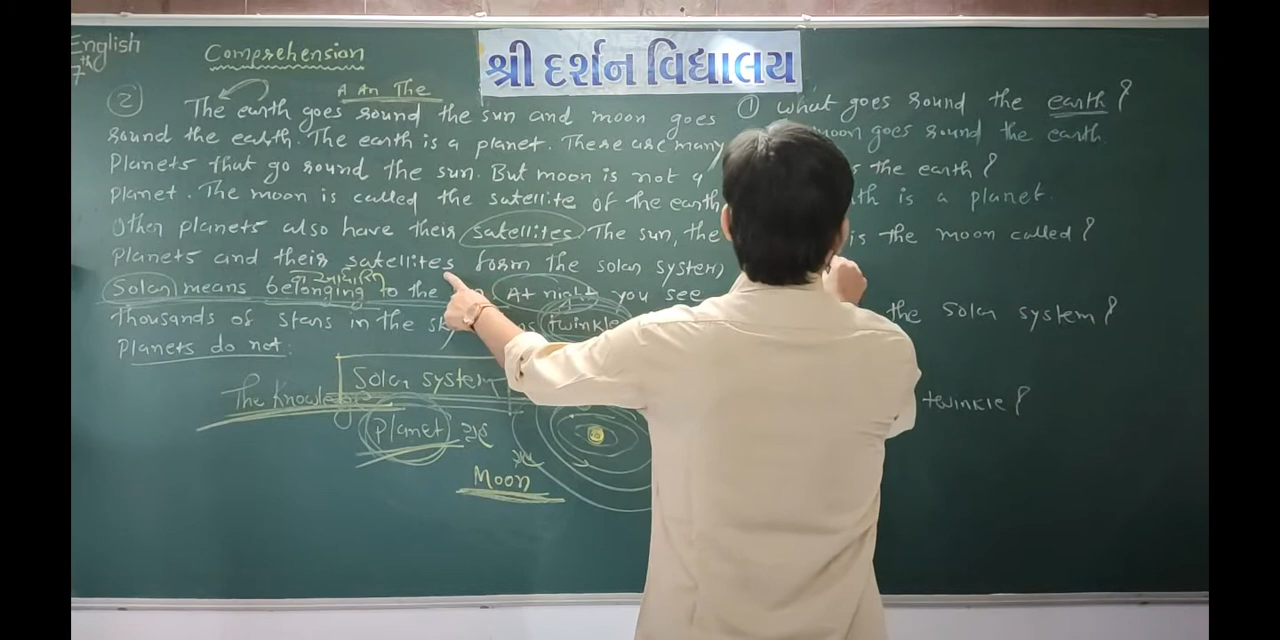 English
7th
Comprehension
શ્રી દર્શન વિદ્યાલય
A An The
2
The earth goes round the sun and moon goes
round the earth. The earth is a planet. There are many
Planets that go round the sun. But moon is not a
planet. The moon is called the satellite of the earth
Other planets also have their satellites. The sun, the
Planets and their satellites form the solar system
Solar means belonging to the At night you see
Thousands of stars in the twinkle
Planets do not.
Solar system
The Knowledge
Planet ગ્રહ
Moon
1 What goes round the earth?
moon goes round the earth.
the earth?
is a planet.
is the moon called?
the solar system?
twinkle?